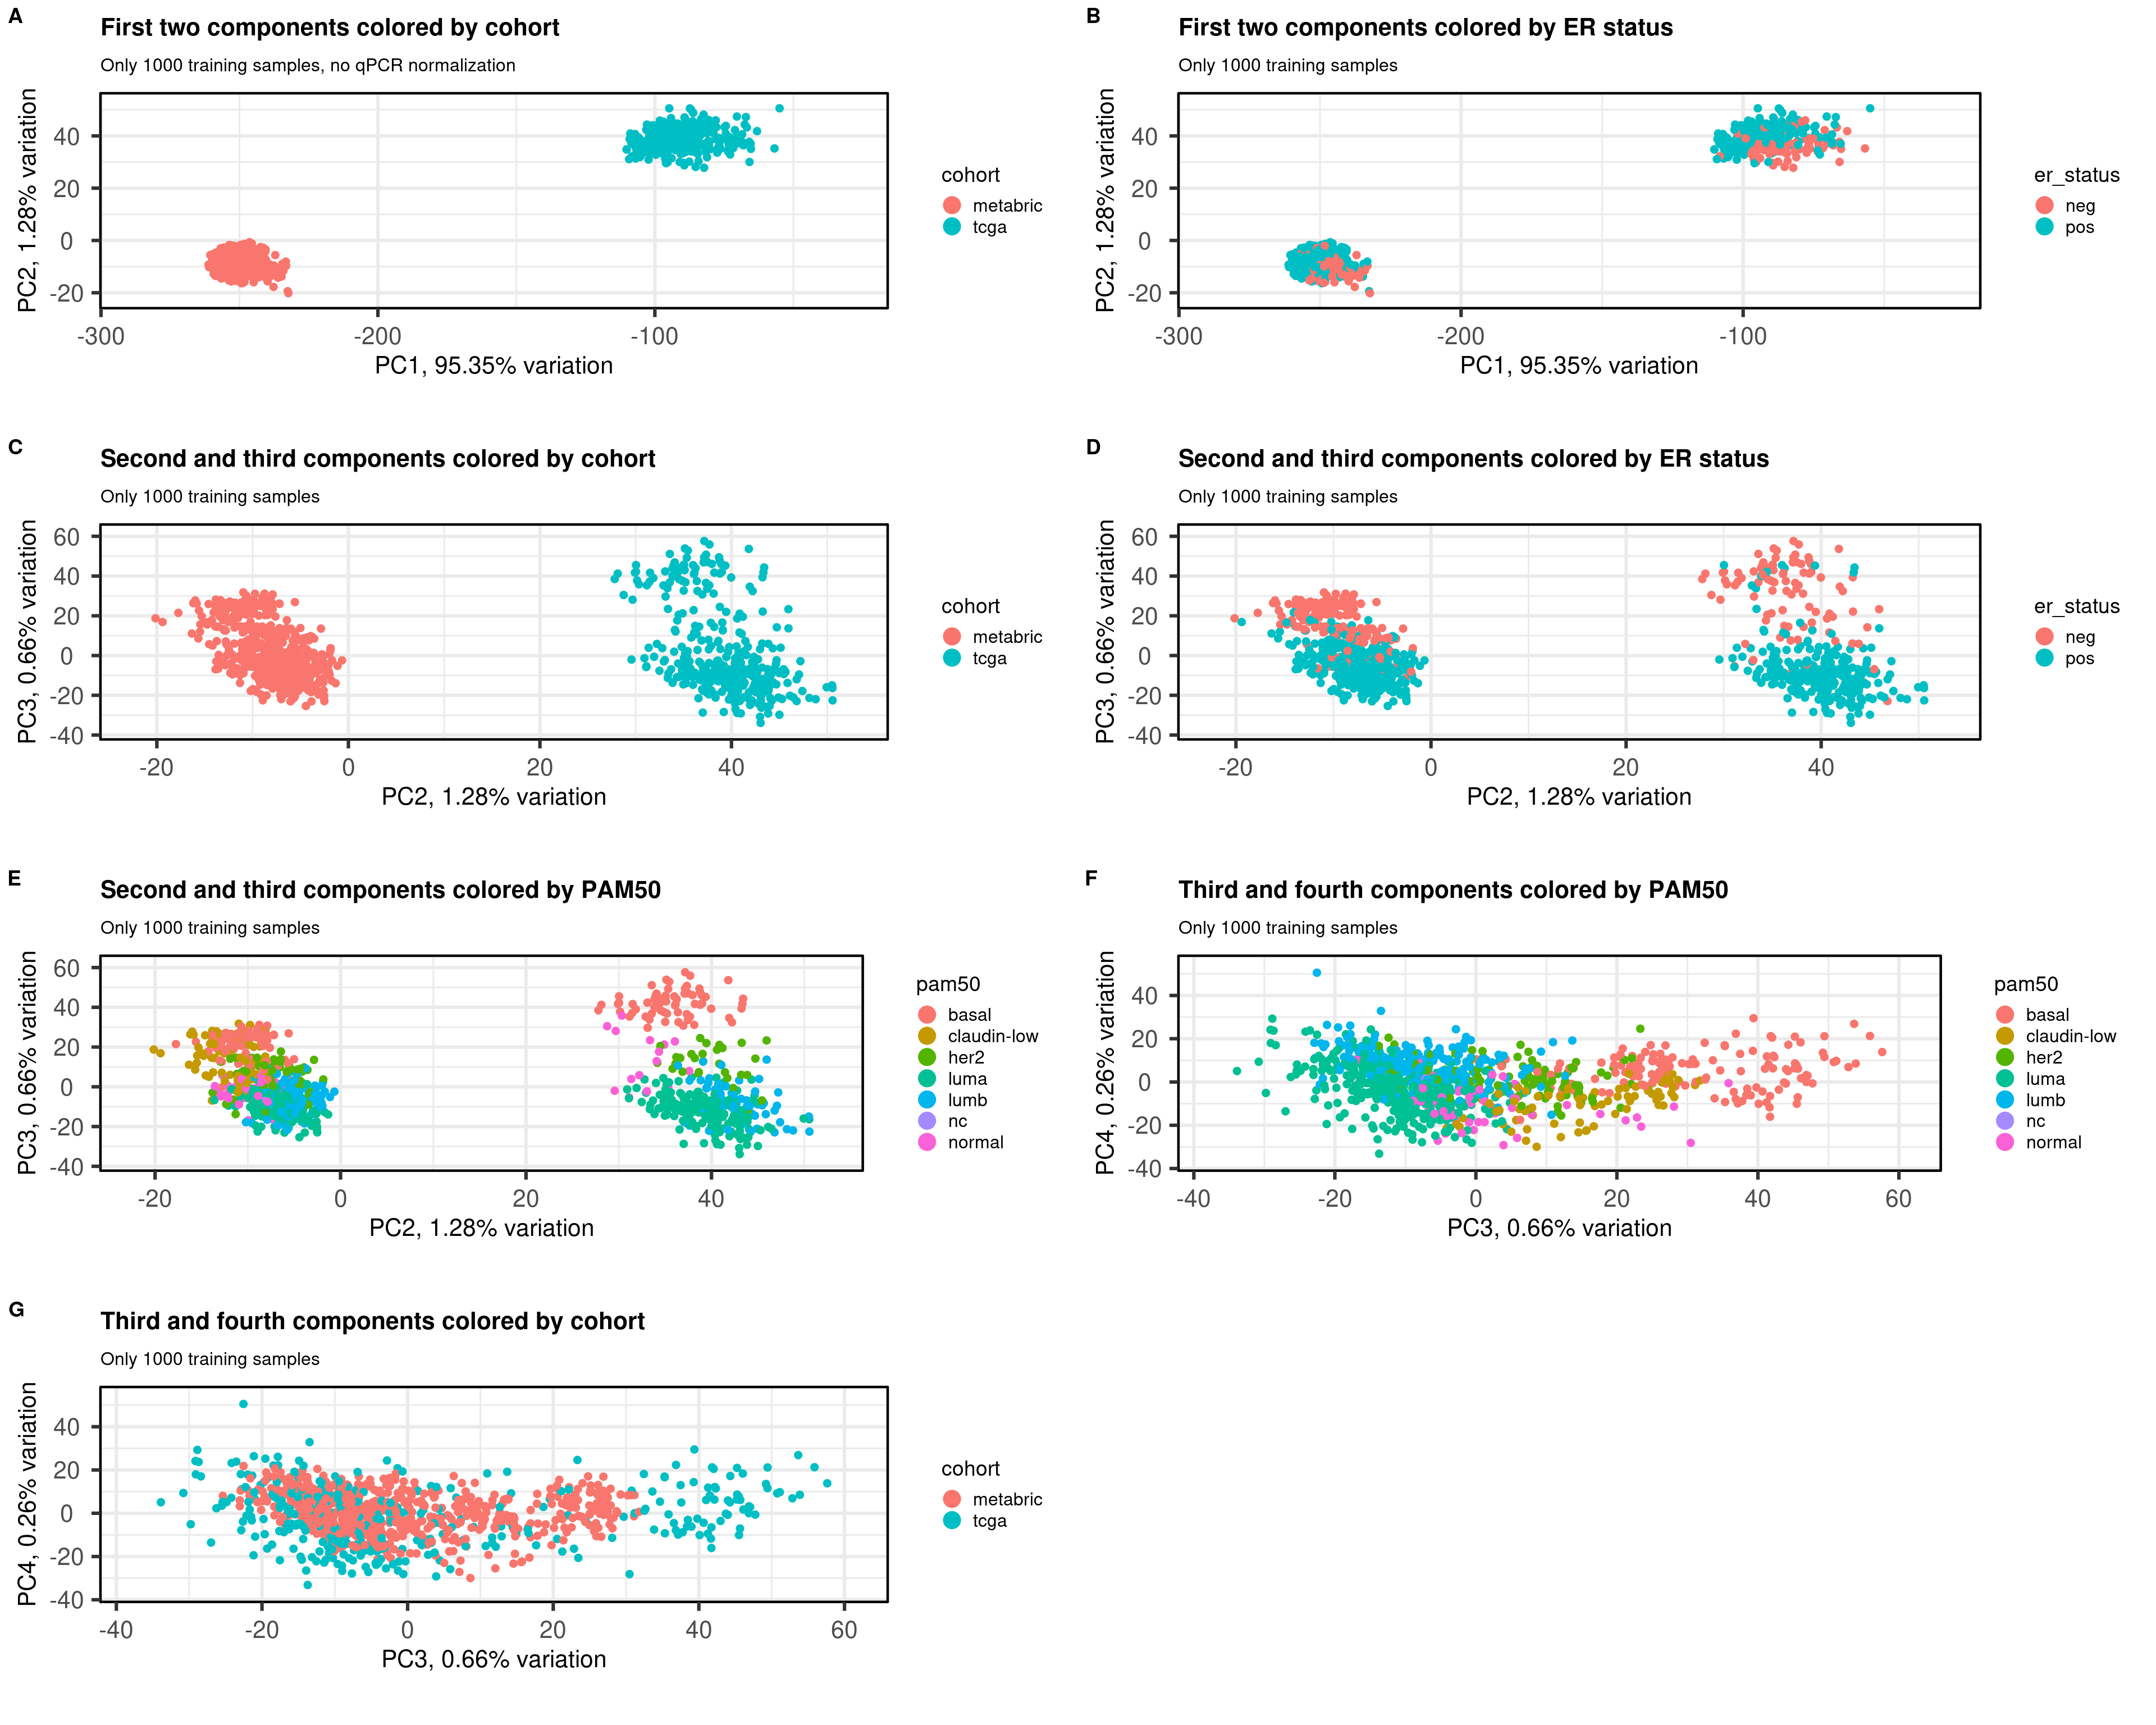 A
First two components colored by cohort
Only 1000 training samples, no qPCR normalization
PC2, 1.28% variation
40
20
0
-20
-300
-200
-100
PC1, 95.35% variation
cohort
metabric
tcga
B
First two components colored by ER status
Only 1000 training samples
PC2, 1.28% variation
40
20
0
-20
-300
-200
-100
PC1, 95.35% variation
er_status
neg
pos
C
Second and third components colored by cohort
Only 1000 training samples
PC3, 0.66% variation
60
40
20
0
-20
-40
-20
0
20
40
PC2, 1.28% variation
cohort
metabric
tcga
D
Second and third components colored by ER status
Only 1000 training samples
PC3, 0.66% variation
60
40
20
0
-20
-40
-20
0
20
40
PC2, 1.28% variation
er_status
neg
pos
E
Second and third components colored by PAM50
Only 1000 training samples
PC3, 0.66% variation
60
40
20
0
-20
-40
-20
0
20
40
PC2, 1.28% variation
pam50
basal
claudin-low
her2
luma
lumb
nc
normal
F
Third and fourth components colored by PAM50
Only 1000 training samples
PC4, 0.26% variation
40
20
0
-20
-40
-40
-20
0
20
40
60
PC3, 0.66% variation
pam50
basal
claudin-low
her2
luma
lumb
nc
normal
G
Third and fourth components colored by cohort
Only 1000 training samples
PC4, 0.26% variation
40
20
0
-20
-40
-40
-20
0
20
40
60
PC3, 0.66% variation
cohort
metabric
tcga